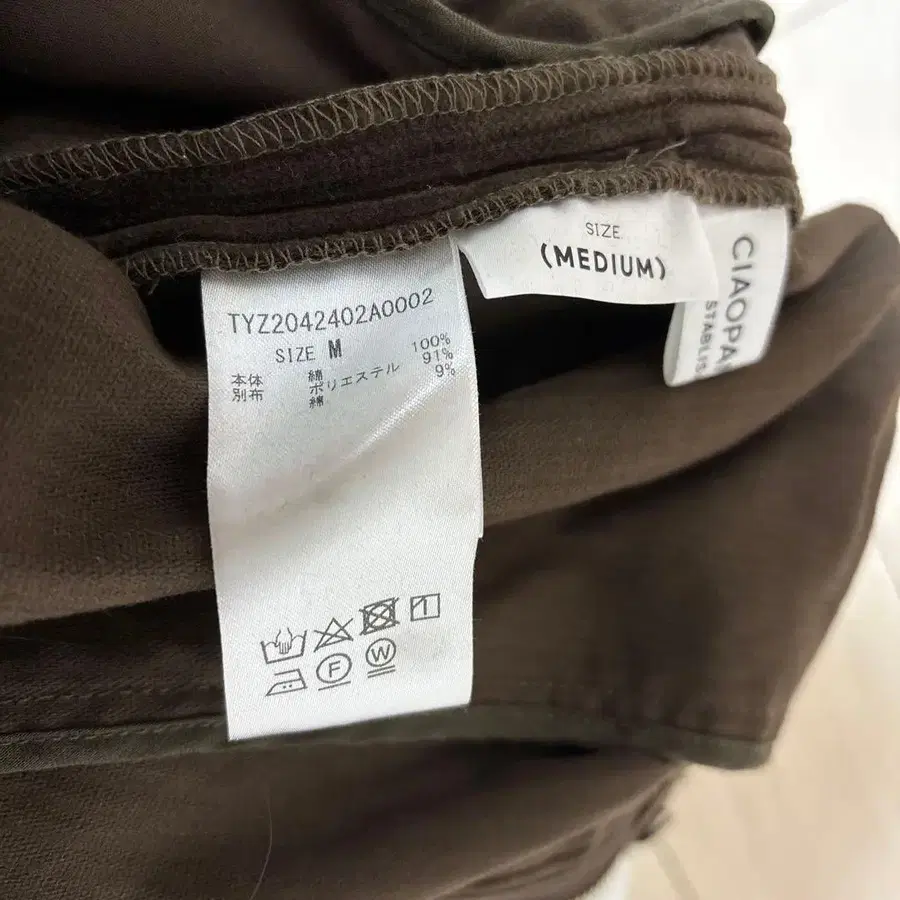 TYZ2042402A0002
SIZE M
本体 綿 100%
別布 ポリエステル 91%
綿 9%
F
W
SIZE
(MEDIUM)
CIAOPA
STABLIS